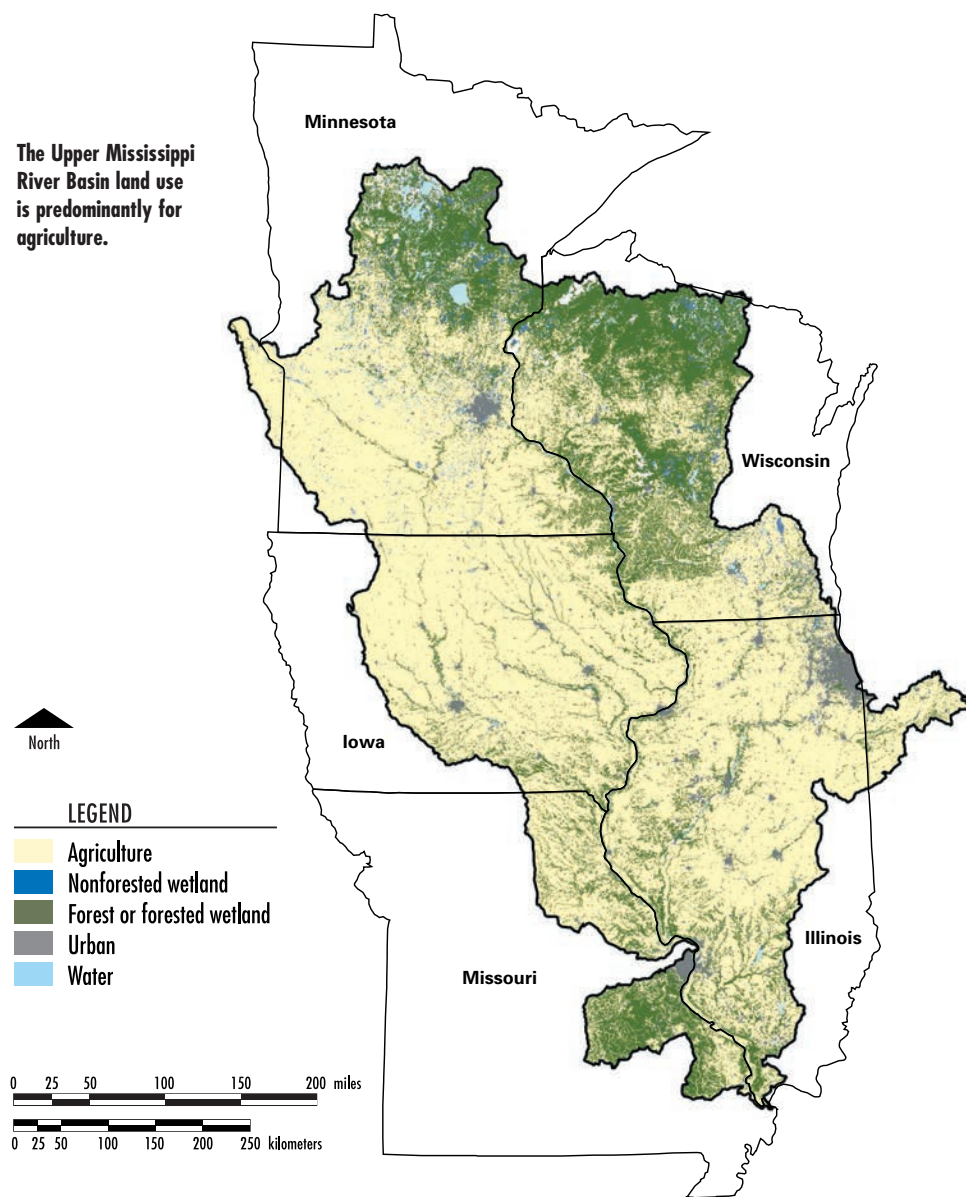 Minnesota
The Upper Mississippi
River Basin land use
is predominantly for
agriculture.
Wisconsin
North
Iowa
LEGEND
Agriculture
Nonforested wetland
Forest or forested wetland
Urban
Water
Illinois
Missouri
0 25 50 100 150 200 miles
0 25 50 100 150 200 250 kilometers